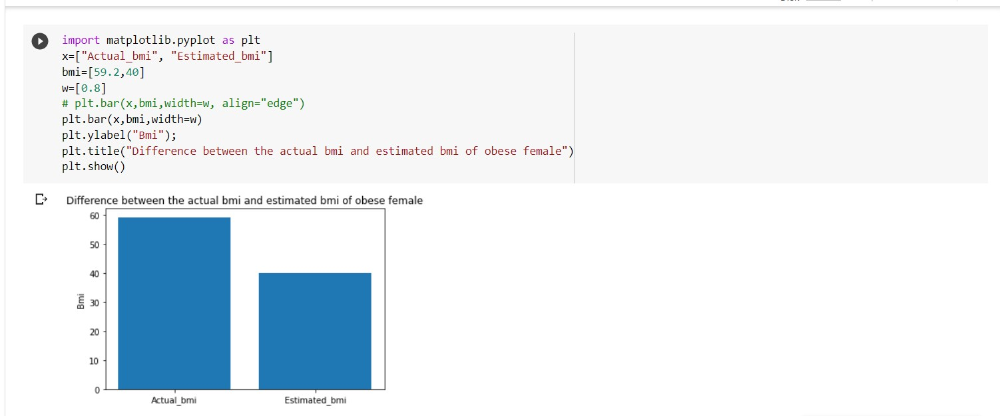 import matplotlib.pyplot as plt
x=["Actual_bmi", "Estimated_bmi"]
bmi=[59.2,40]
w=[0.8]
# plt.bar(x,bmi,width=w, align="edge")
plt.bar(x,bmi,width=w)
plt.ylabel("Bmi");
plt.title("Difference between the actual bmi and estimated bmi of obese female")
plt.show()
Difference between the actual bmi and estimated bmi of obese female
60
50
40
Bmi
30
20
10
0
Actual_bmi
Estimated_bmi